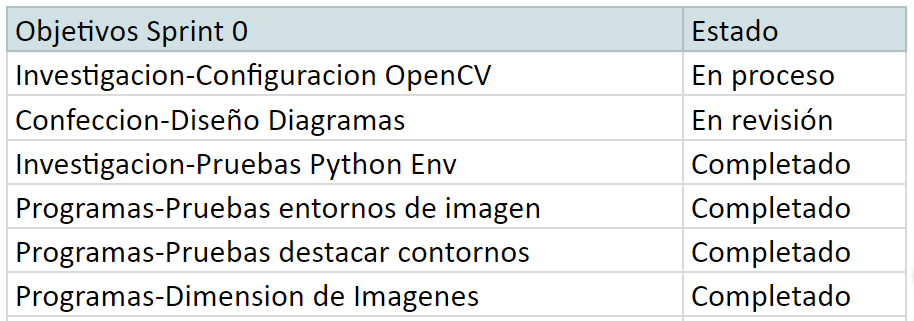 Objetivos Sprint 0 Estado
Investigacion-Configuracion OpenCV En proceso
Confeccion-Diseño Diagramas En revisión
Investigacion-Pruebas Python Env Completado
Programas-Pruebas entornos de imagen Completado
Programas-Pruebas destacar contornos Completado
Programas-Dimension de Imagenes Completado